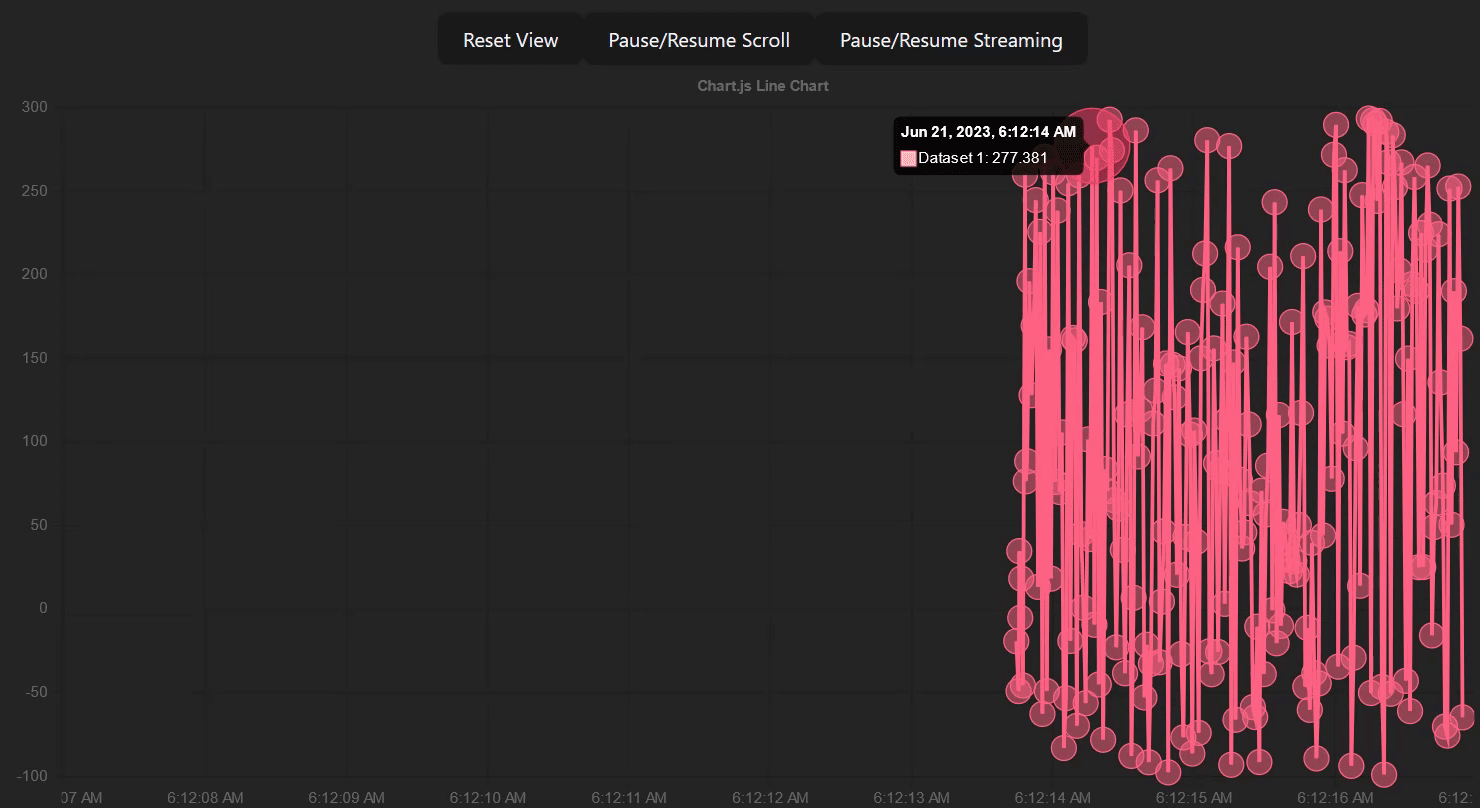 Reset View Pause/Resume Scroll Pause/Resume Streaming
Chart.js Line Chart
300
Jun 21, 2023, 6:12:14 AM
Dataset 1: 277.381
250
200
150
100
50
0
-50
-100
07 AM 6:12:08 AM 6:12:09 AM 6:12:10 AM 6:12:11 AM 6:12:12 AM 6:12:13 AM 6:12:14 AM 6:12:15 AM 6:12:16 AM 6:12: